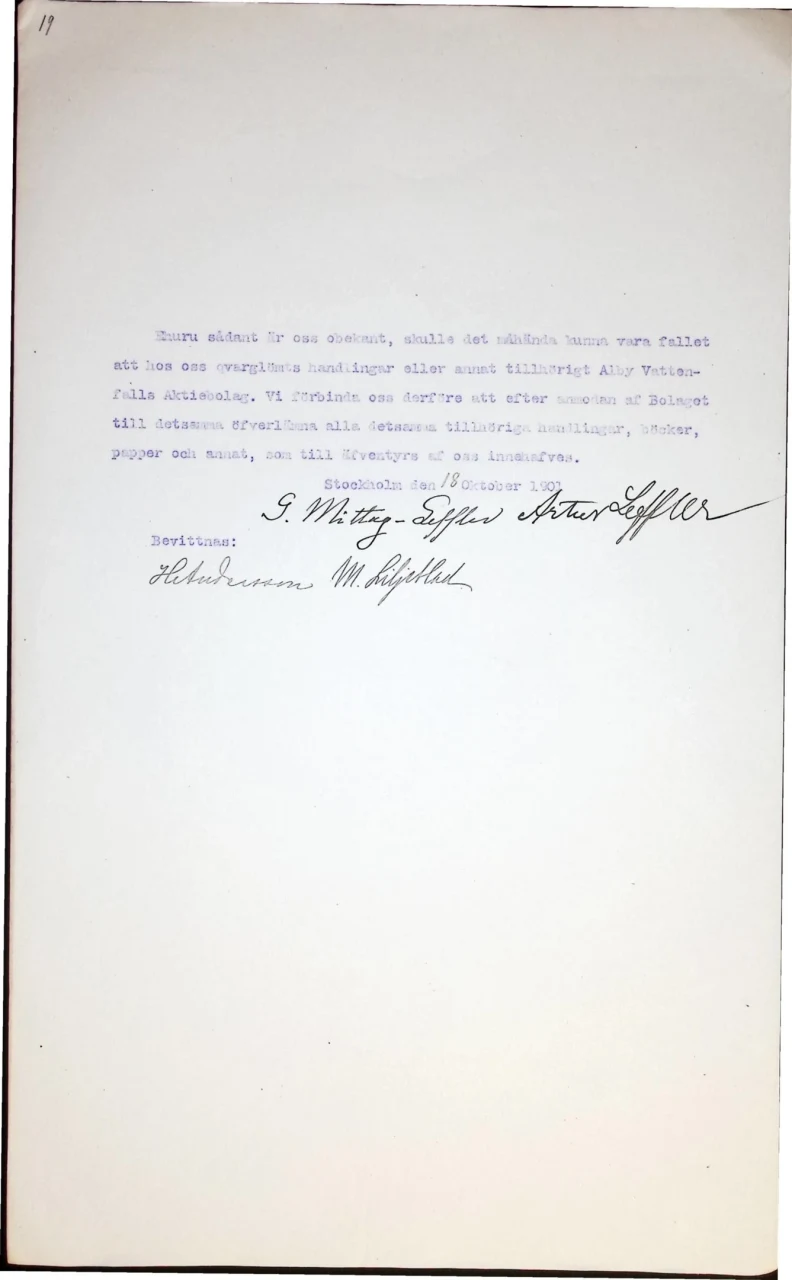 19
Ehuru sådant är oss obekant, skulle det måhända kunna vara fallet
att hos oss qvarglömts handlingar eller annat tillhörigt Alby Vatten-
falls Aktiebolag. Vi förbinda oss derföre att efter anmodan af Bolaget
till detsamma öfverlämna alla detsamma tillhöriga handlingar, böcker,
papper och annat, som till äfventyrs af oss innehafves.
Stockholm den 18 Oktober 1901
G. Mittag-Leffler Artur Leffler
Bevittnas:
H. Andersson M. Liljeblad